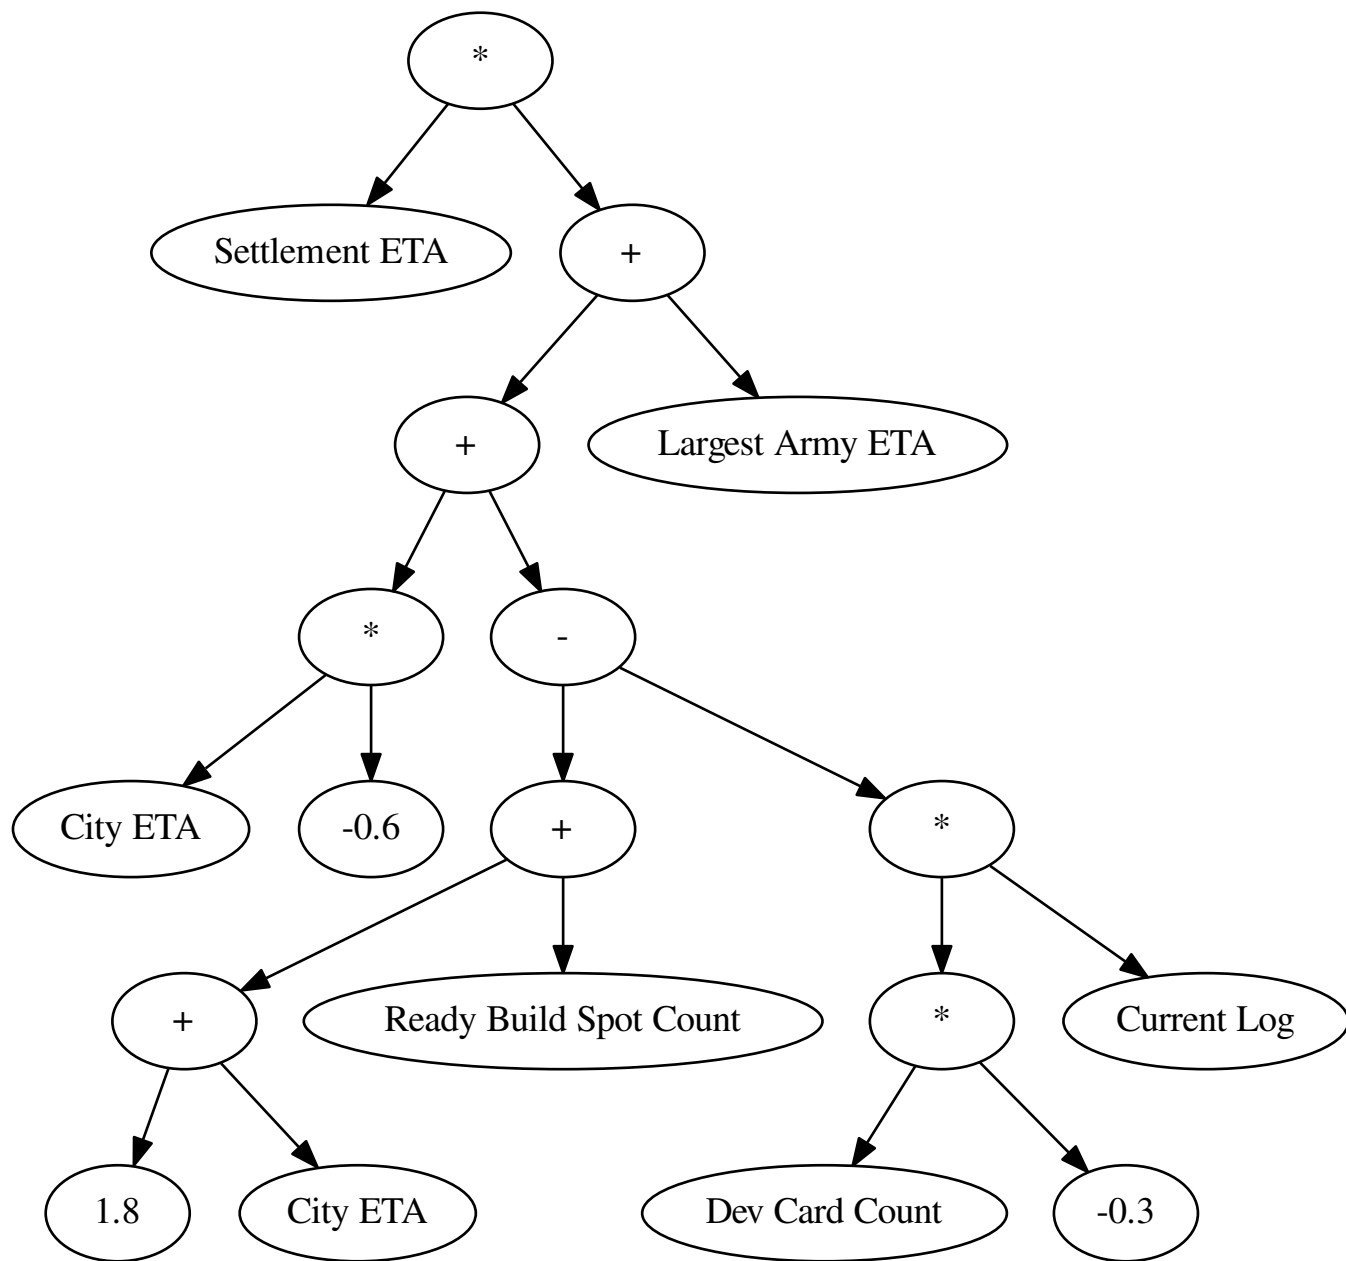 *
Settlement ETA
+
+
Largest Army ETA
*
-
City ETA
-0.6
+
*
+
Ready Build Spot Count
*
Current Log
1.8
City ETA
Dev Card Count
-0.3